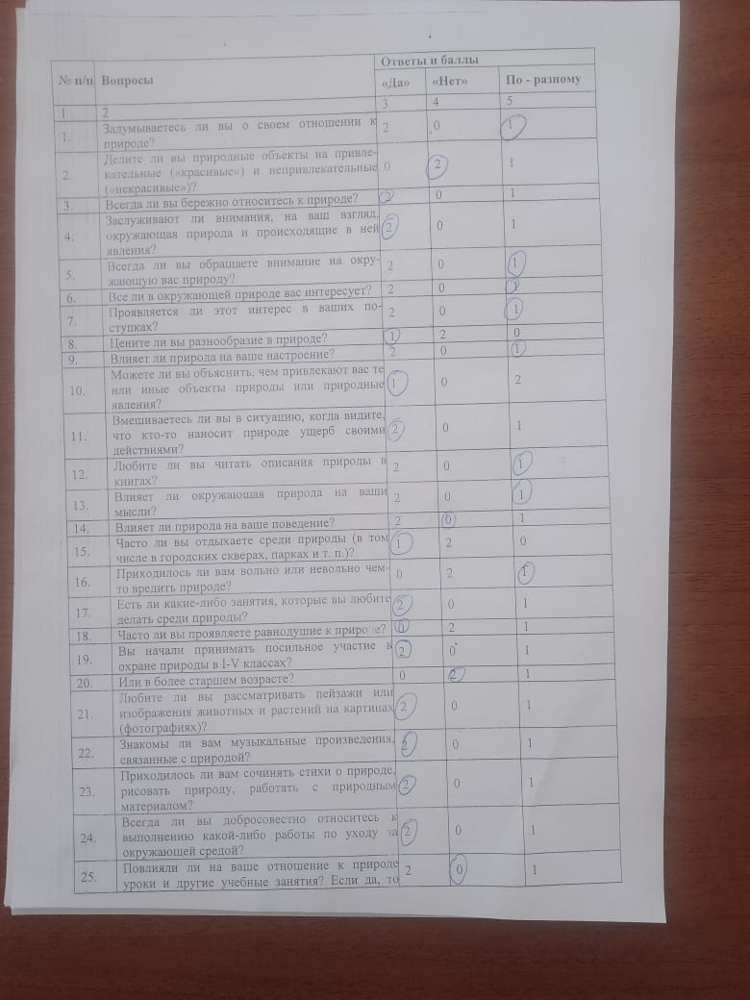 Ответы и баллы
№ п/п Вопросы «Да» «Нет» По - разному
1 2 3 4 5
1. Задумываетесь ли вы о своем отношении к 2 0 1
природе?
2. Делите ли вы природные объекты на привле- 0 2 1
кательные («красивые») и непривлекательные
(«некрасивые»)?
3. Всегда ли вы бережно относитесь к природе? 2 0 1
4. Заслуживают ли внимания, на ваш взгляд, 2 0 1
окружающая природа и происходящие в ней
явления?
5. Всегда ли вы обращаете внимание на окру- 2 0 1
жающую вас природу?
6. Все ли в окружающей природе вас интересует? 2 0 1
7. Проявляется ли этот интерес в ваших по- 2 0 1
ступках?
8. Цените ли вы разнообразие в природе? 1 2 0
9. Влияет ли природа на ваше настроение? 2 0 1
10. Можете ли вы объяснить, чем привлекают вас те 1 0 2
или иные объекты природы или природные
явления?
11. Вмешиваетесь ли вы в ситуацию, когда видите, 2 0 1
что кто-то наносит природе ущерб своими
действиями?
12. Любите ли вы читать описания природы в 2 0 1
книгах?
13. Влияет ли окружающая природа на ваши 2 0 1
мысли?
14. Влияет ли природа на ваше поведение? 2 0 1
15. Часто ли вы отдыхаете среди природы (в том 1 2 0
числе в городских скверах, парках и т. п.)?
16. Приходилось ли вам вольно или невольно чем- 0 2 1
то вредить природе?
17. Есть ли какие-либо занятия, которые вы любите 2 0 1
делать среди природы?
18. Часто ли вы проявляете равнодушие к природе? 0 2 1
19. Вы начали принимать посильное участие в 2 0 1
охране природы в I-V классах?
20. Или в более старшем возрасте? 0 2 1
21. Любите ли вы рассматривать пейзажи или 2 0 1
изображения животных и растений на картинах
(фотографиях)?
22. Знакомы ли вам музыкальные произведения, 2 0 1
связанные с природой?
23. Приходилось ли вам сочинять стихи о природе, 2 0 1
рисовать природу, работать с природным
материалом?
24. Всегда ли вы добросовестно относитесь к 2 0 1
выполнению какой-либо работы по уходу за
окружающей средой?
25. Повлияли ли на ваше отношение к природе 2 0 1
уроки и другие учебные занятия? Если да, то